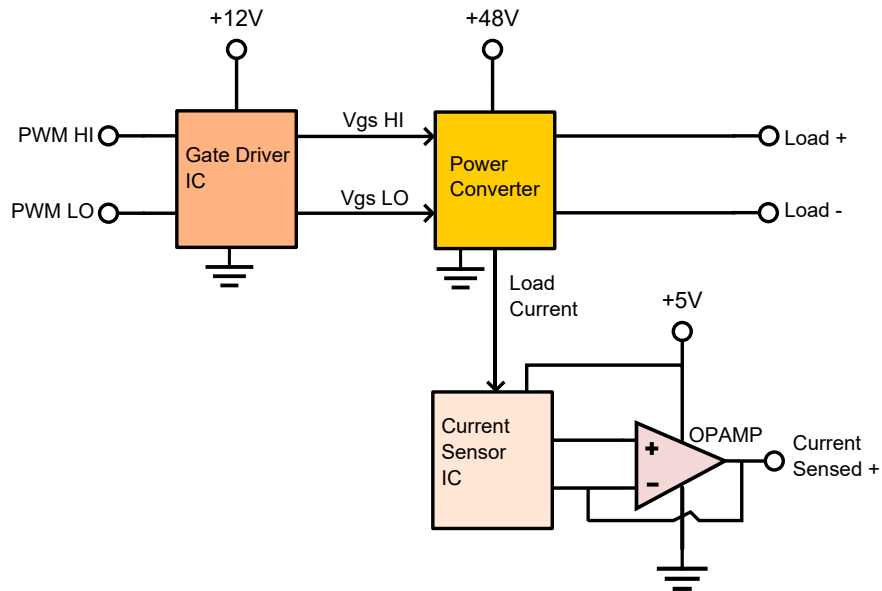 +12V
+48V
PWM HI
Vgs HI
Load +
Gate Driver
IC
Power
Converter
PWM LO
Vgs LO
Load -
Load
Current
+5V
Current
Sensor
IC
+
-
OPAMP
Current
Sensed +